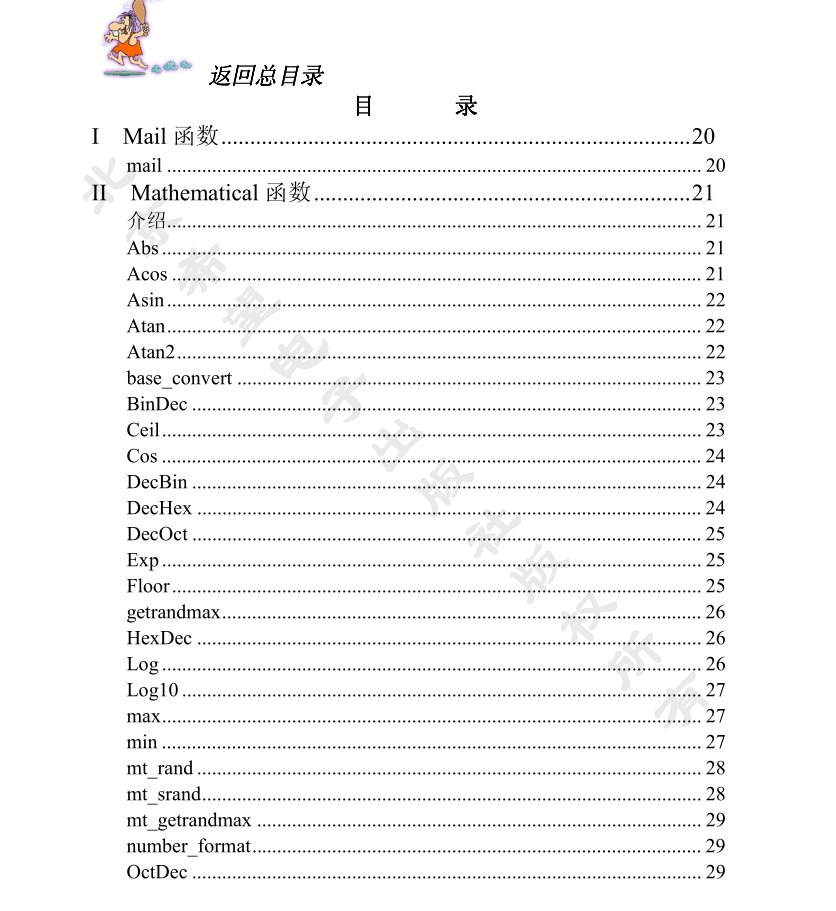 返回总目录
目 录
I Mail 函数................................................................................20
mail ............................................................................................................. 20
II Mathematical 函数................................................................21
介绍............................................................................................................. 21
Abs .............................................................................................................. 21
Acos ............................................................................................................ 21
Asin ............................................................................................................. 22
Atan............................................................................................................. 22
Atan2........................................................................................................... 22
base_convert ............................................................................................... 23
BinDec ........................................................................................................ 23
Ceil.............................................................................................................. 23
Cos .............................................................................................................. 24
DecBin ........................................................................................................ 24
DecHex ....................................................................................................... 24
DecOct ........................................................................................................ 25
Exp .............................................................................................................. 25
Floor............................................................................................................ 25
getrandmax.................................................................................................. 26
HexDec ....................................................................................................... 26
Log .............................................................................................................. 26
Log10 .......................................................................................................... 27
max.............................................................................................................. 27
min .............................................................................................................. 27
mt_rand ....................................................................................................... 28
mt_srand...................................................................................................... 28
mt_getrandmax ........................................................................................... 29
number_format............................................................................................ 29
OctDec ........................................................................................................ 29
北京希望电子出版社版权所有